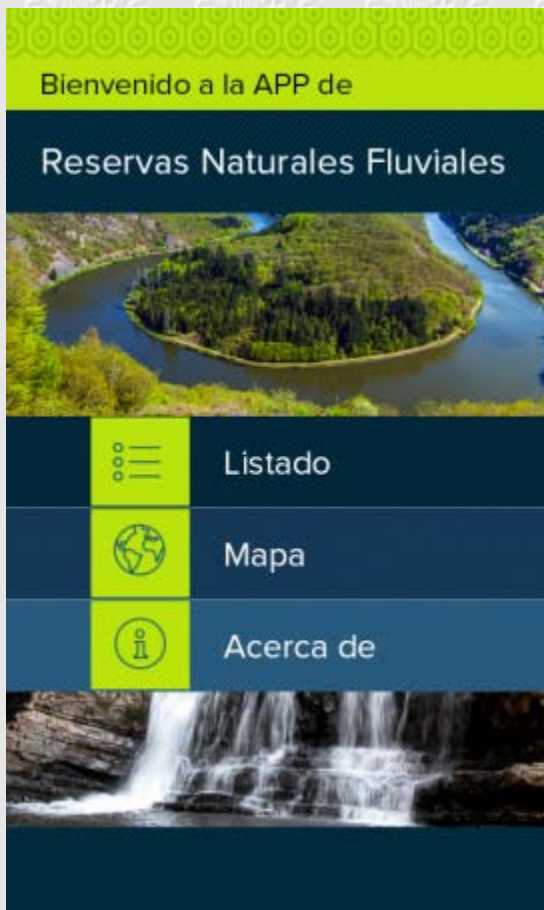 Bienvenido a la APP de
Reservas Naturales Fluviales
Listado
Mapa
Acerca de